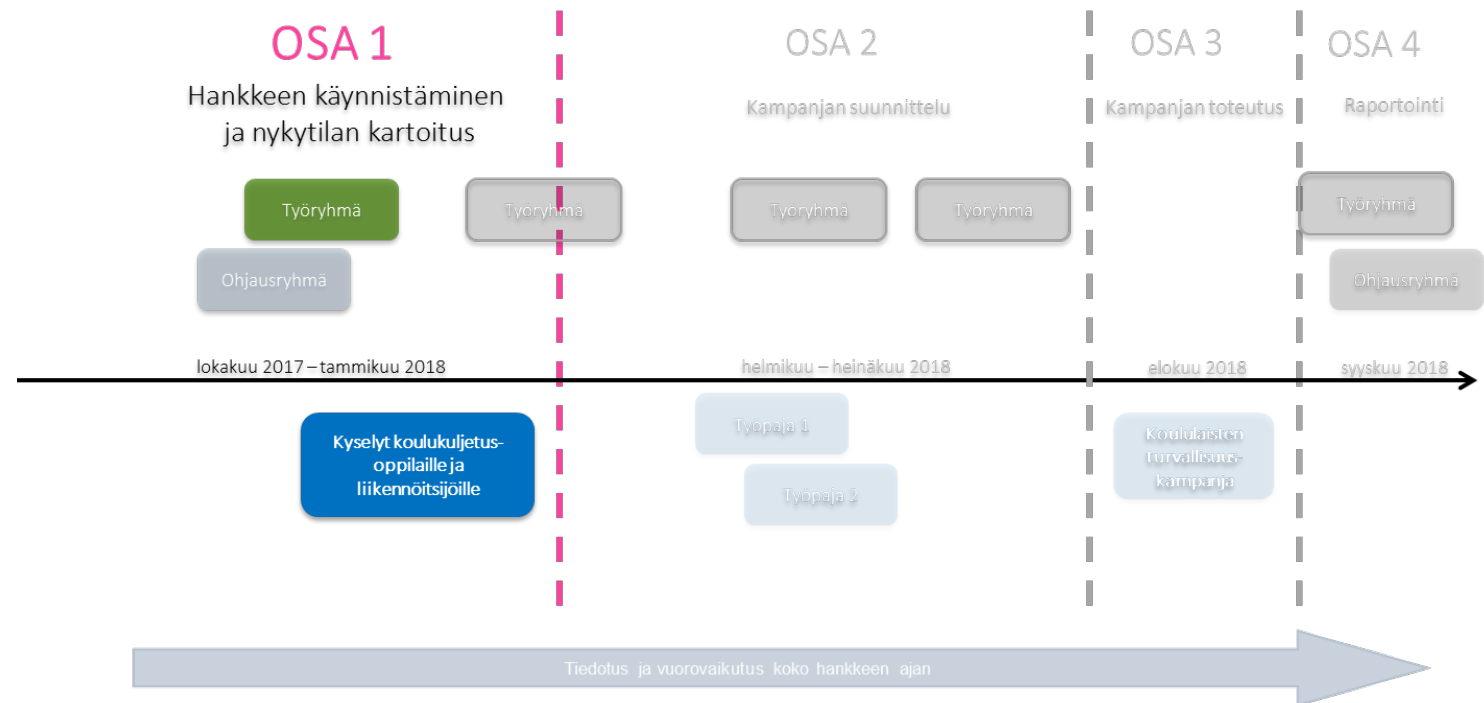 OSA 1
Hankkeen käynnistäminen
ja nykytilan kartoitus
OSA 2
Kampanjan suunnittelu
OSA 3
Kampanjan toteutus
OSA 4
Raportointi
Työryhmä
Työryhmä
Työryhmä
Työryhmä
Työryhmä
Ohjausryhmä
Ohjausryhmä
lokakuu 2017 – tammikuu 2018
helmikuu – heinäkuu 2018
elokuu 2018
syyskuu 2018
Kyselyt koulukuljetus-
oppilaille ja
liikennöitsijöille
Työpaja 1
Työpaja 2
Koululaisten
turvallisuus-
kampanja
Tiedotus ja vuorovaikutus koko hankkeen ajan